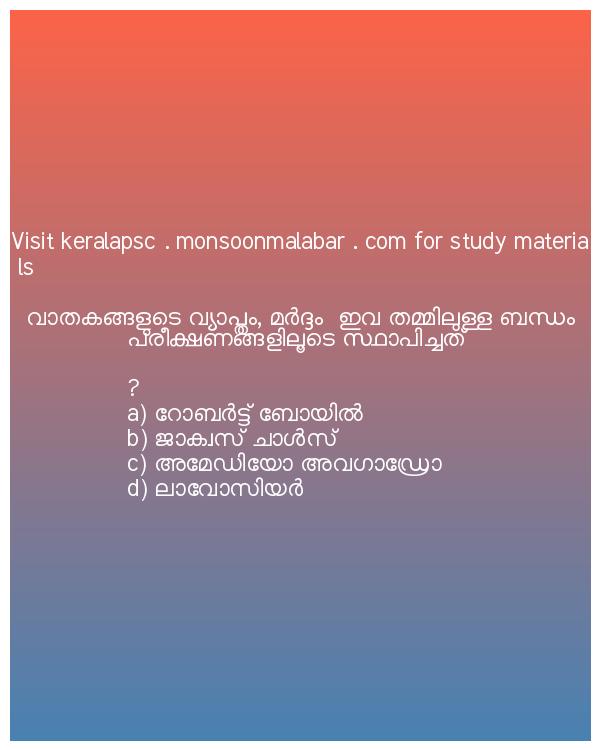 Visit keralapsc . monsoonmalabar . com for study materia
ls
വാതകങ്ങളുടെ വ്യാപ്തം, മർദ്ദം  ഇവ തമ്മിലുള്ള ബന്ധം
പരീക്ഷണങ്ങളിലൂടെ സ്ഥാപിച്ചത്
?
a) റോബർട്ട് ബോയിൽ
b) ജാക്വസ് ചാൾസ്
c) അമേഡിയോ അവഗാഡ്രോ
d) ലാവോസിയർ